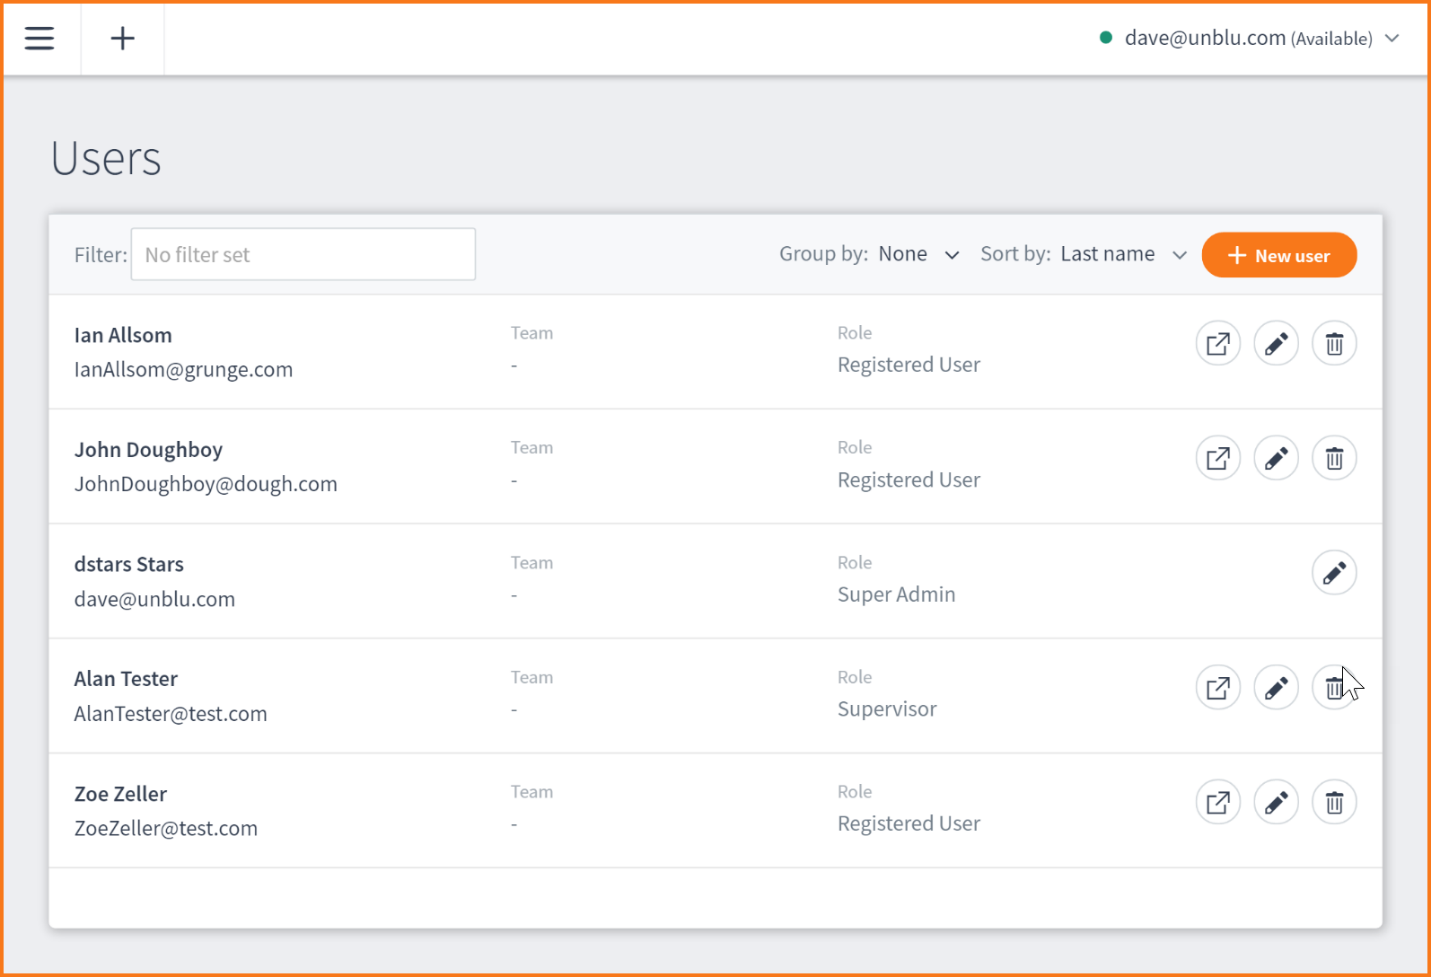 dave@unblu.com (Available)
Users
Filter: No filter set Group by: None Sort by: Last name + New user
Ian Allsom Team Role
IanAllsom@grunge.com - Registered User
John Doughboy Team Role
JohnDoughboy@dough.com - Registered User
dstars Stars Team Role
dave@unblu.com - Super Admin
Alan Tester Team Role
AlanTester@test.com - Supervisor
Zoe Zeller Team Role
ZoeZeller@test.com - Registered User